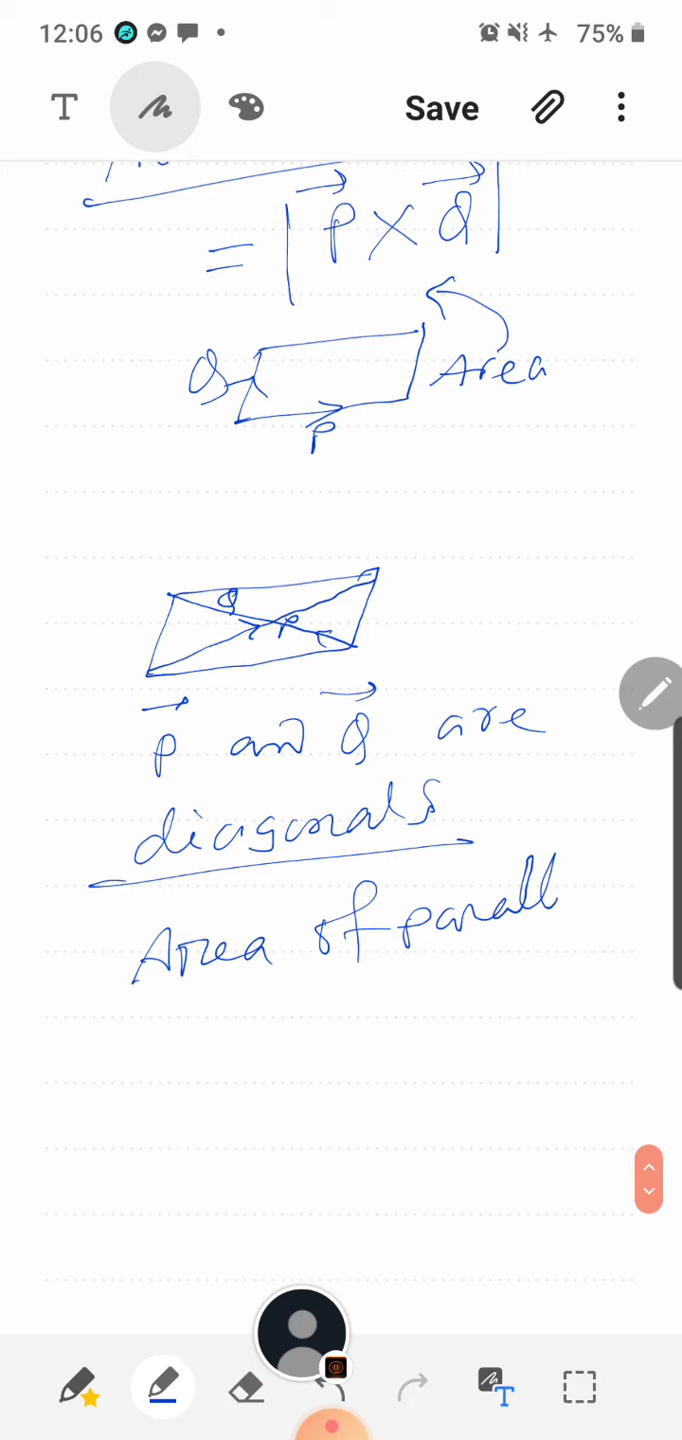 12:06
75%
T
Save
= |P × Q|
Q
Area
P
Q
P
P and Q are
diagonals
Area of parall
T